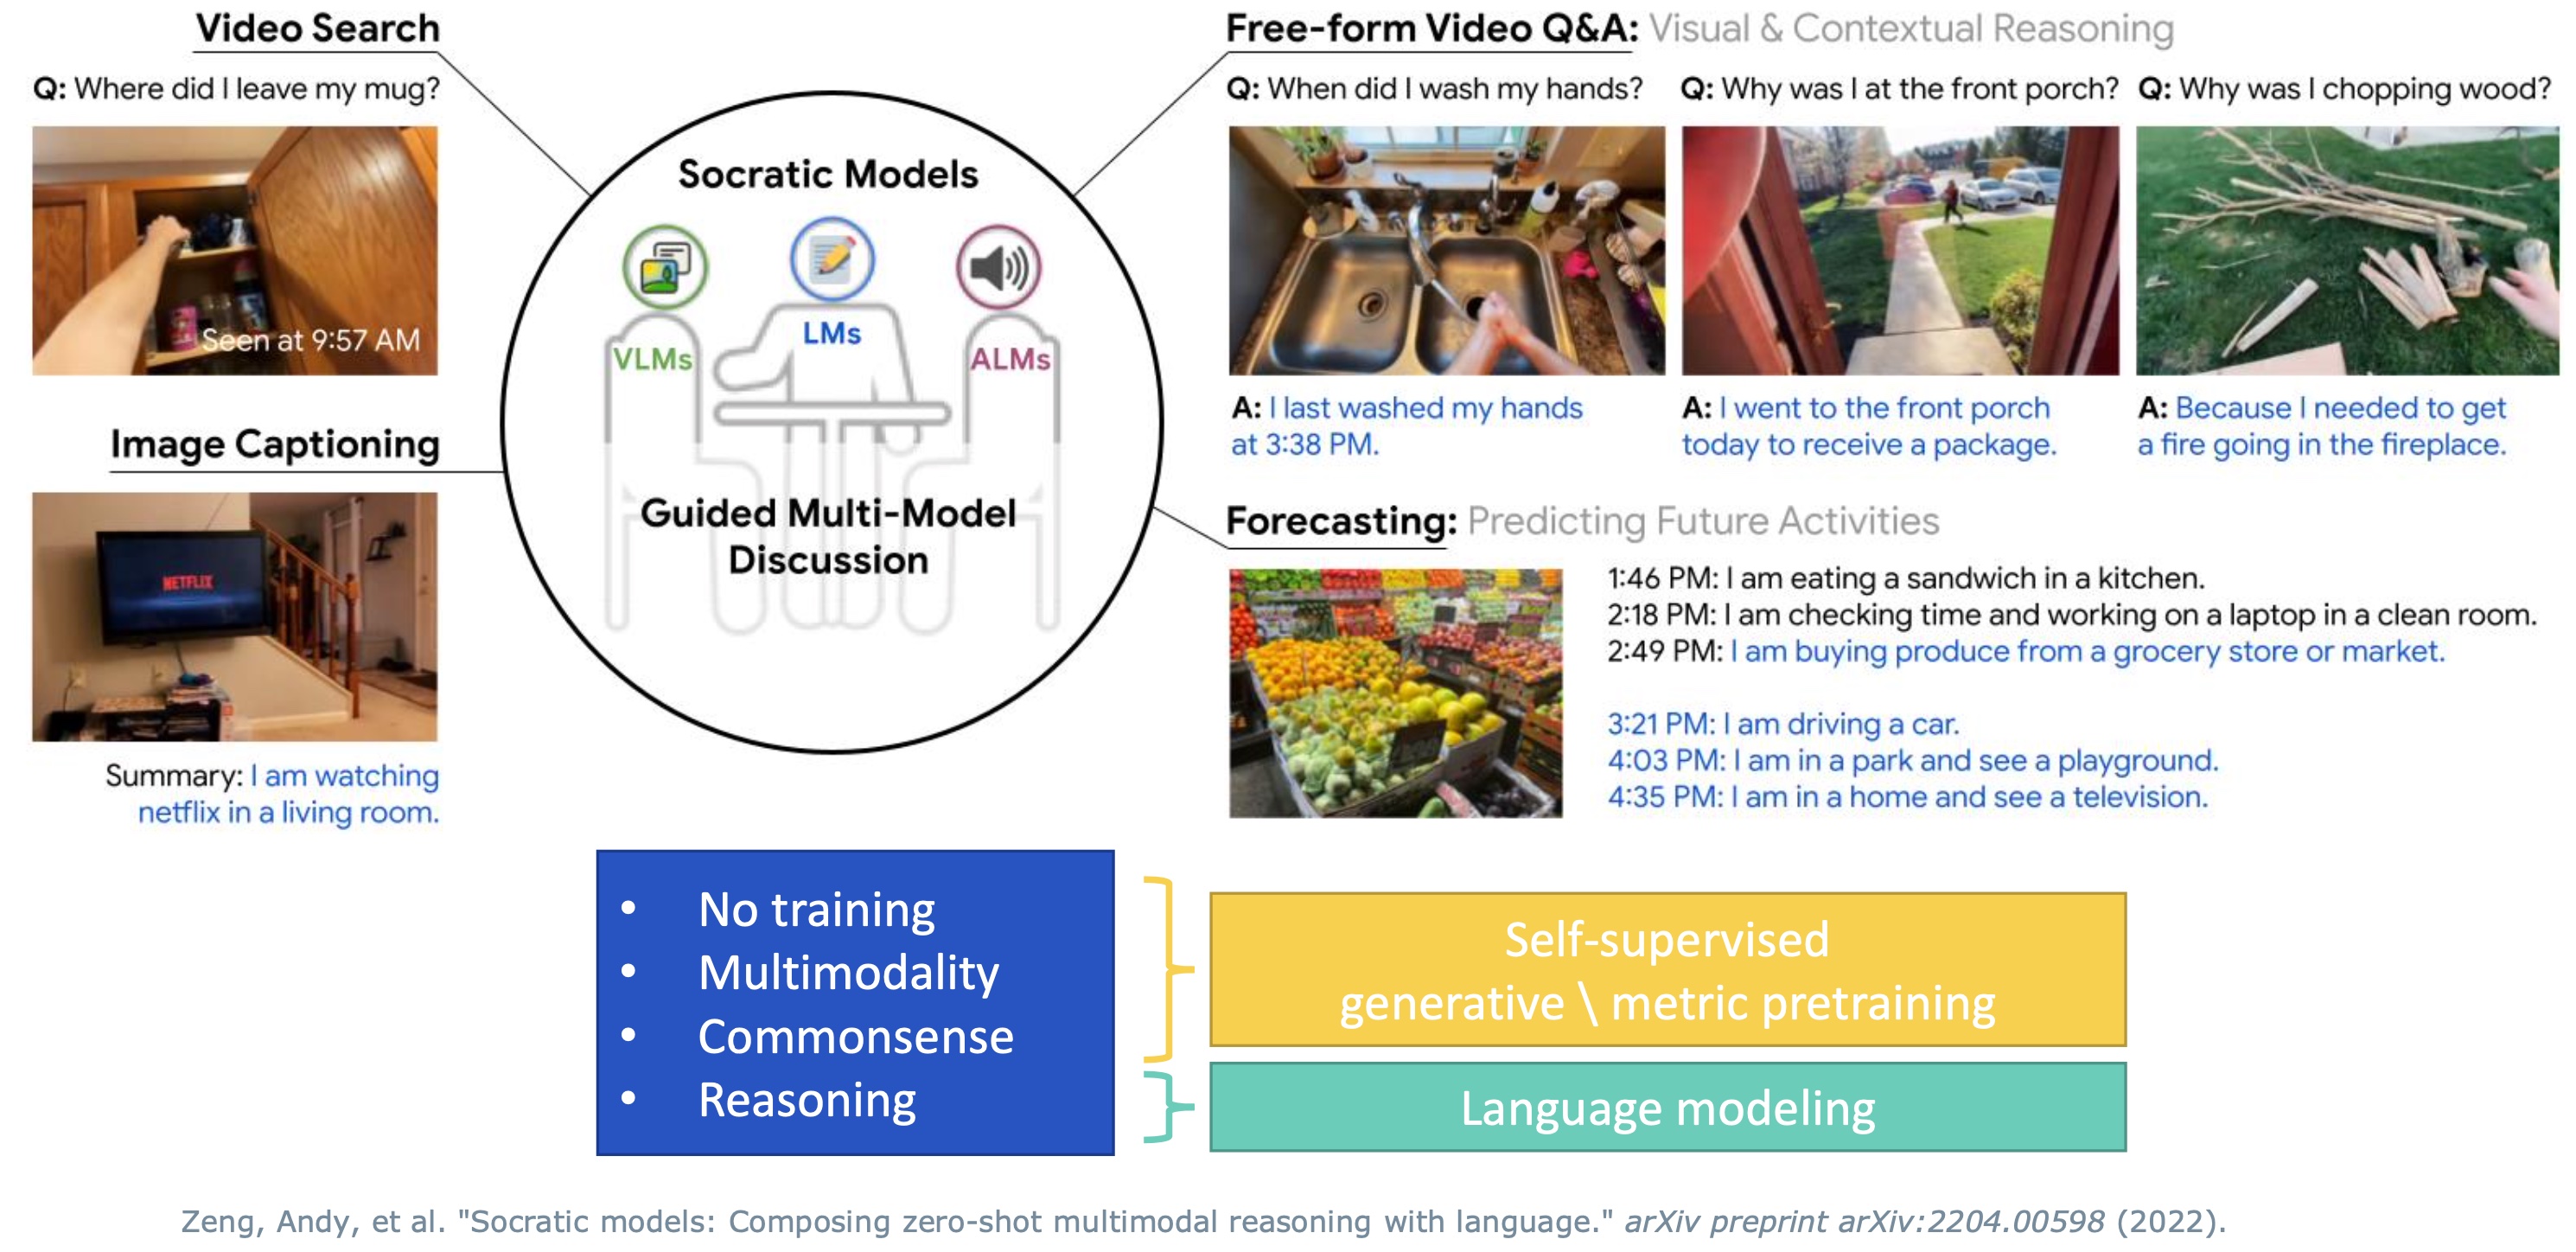 Video Search
Q: Where did I leave my mug?
Seen at 9:57 AM
Image Captioning
NETFLIX
Summary: I am watching
netflix in a living room.
Socratic Models
VLMs
LMs
ALMs
Guided Multi-Model
Discussion
Free-form Video Q&A: Visual & Contextual Reasoning
Q: When did I wash my hands?
A: I last washed my hands
at 3:38 PM.
Q: Why was I at the front porch?
A: I went to the front porch
today to receive a package.
Q: Why was I chopping wood?
A: Because I needed to get
a fire going in the fireplace.
Forecasting: Predicting Future Activities
1:46 PM: I am eating a sandwich in a kitchen.
2:18 PM: I am checking time and working on a laptop in a clean room.
2:49 PM: I am buying produce from a grocery store or market.
3:21 PM: I am driving a car.
4:03 PM: I am in a park and see a playground.
4:35 PM: I am in a home and see a television.
• No training
• Multimodality
• Commonsense
• Reasoning
Self-supervised
generative \ metric pretraining
Language modeling
Zeng, Andy, et al. "Socratic models: Composing zero-shot multimodal reasoning with language." arXiv preprint arXiv:2204.00598 (2022).